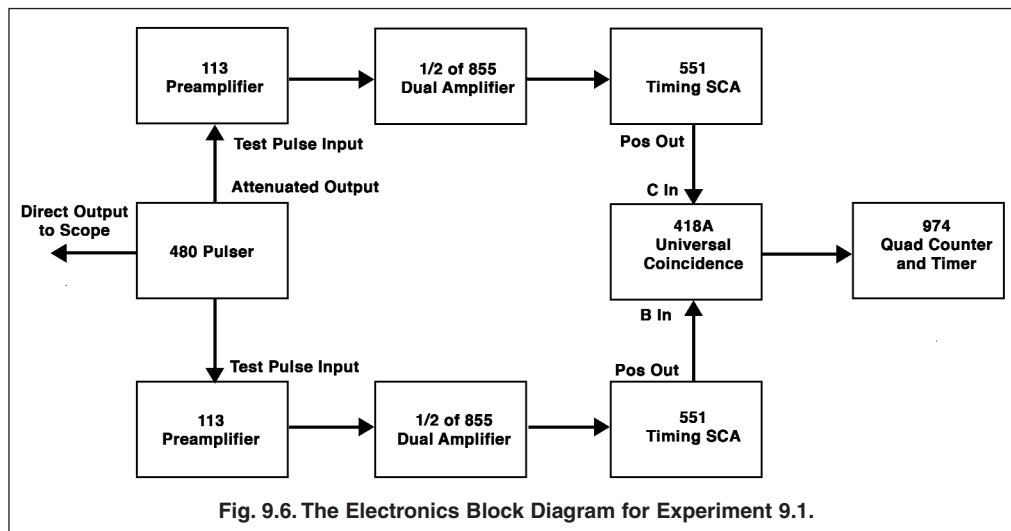 113
Preamplifier
1/2 of 855
Dual Amplifier
551
Timing SCA
Test Pulse Input
Pos Out
Attenuated Output
C In
Direct Output
to Scope
480 Pulser
418A
Universal
Coincidence
974
Quad Counter
and Timer
B In
Test Pulse Input
Pos Out
113
Preamplifier
1/2 of 855
Dual Amplifier
551
Timing SCA
Fig. 9.6. The Electronics Block Diagram for Experiment 9.1.